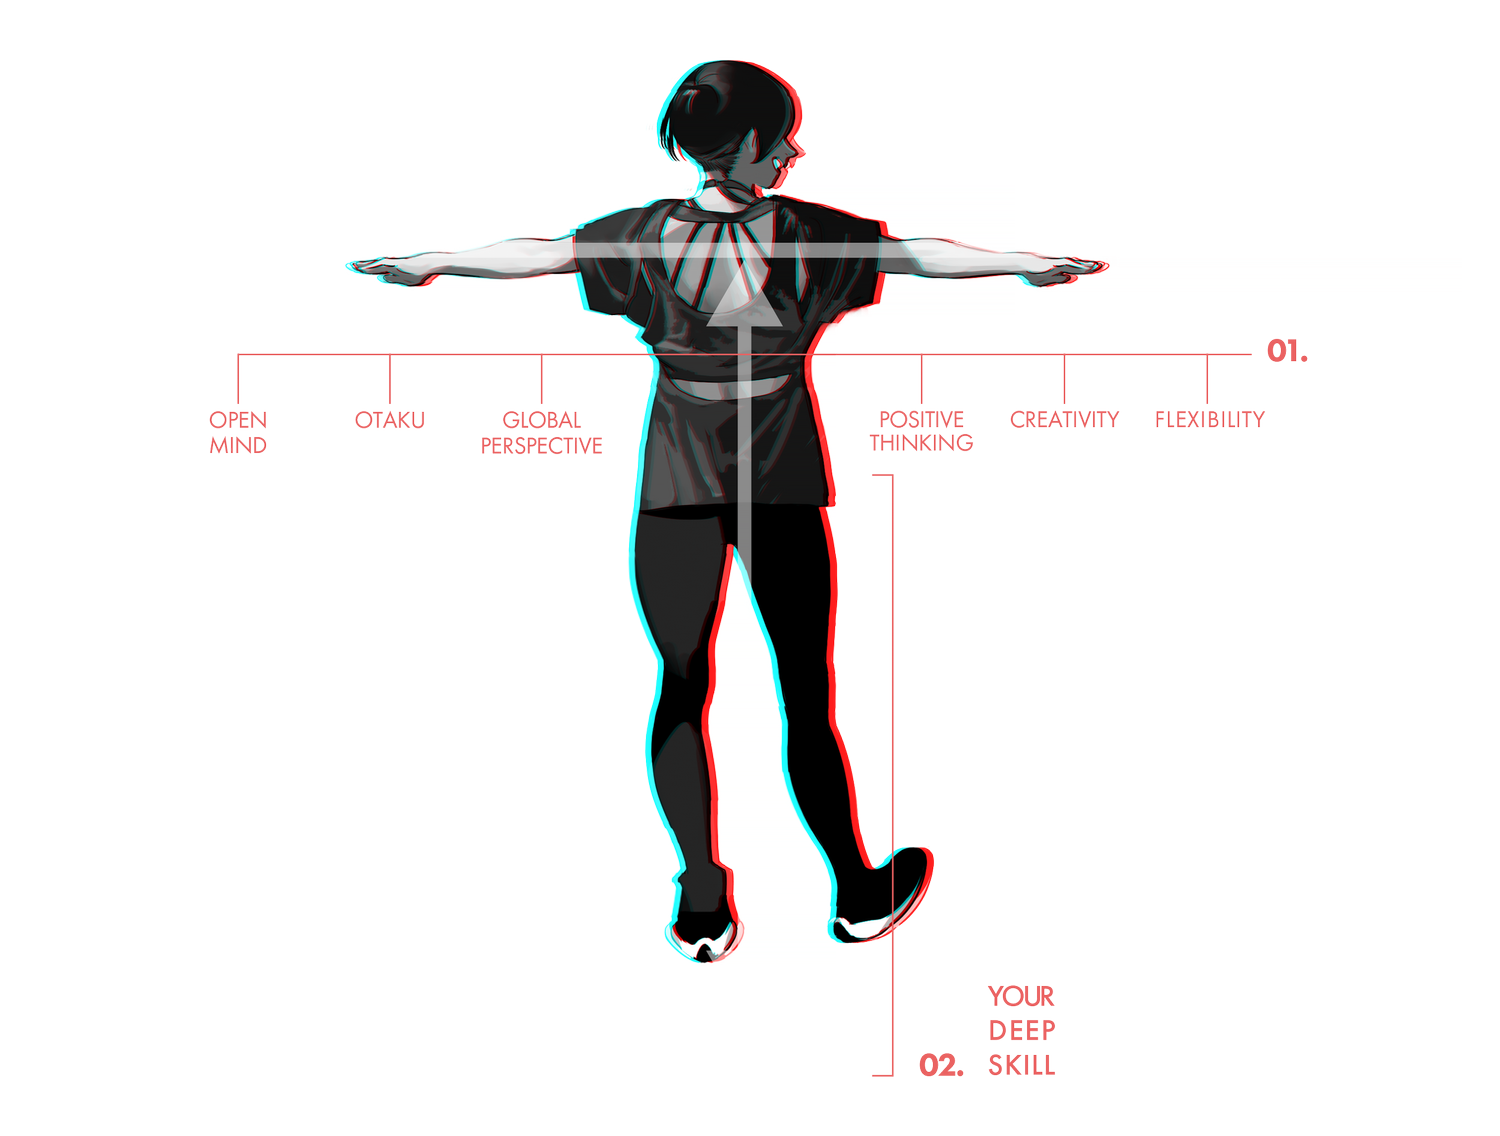 01.
OPEN
MIND
OTAKU
GLOBAL
PERSPECTIVE
POSITIVE
THINKING
CREATIVITY
FLEXIBILITY
YOUR
DEEP
02. SKILL